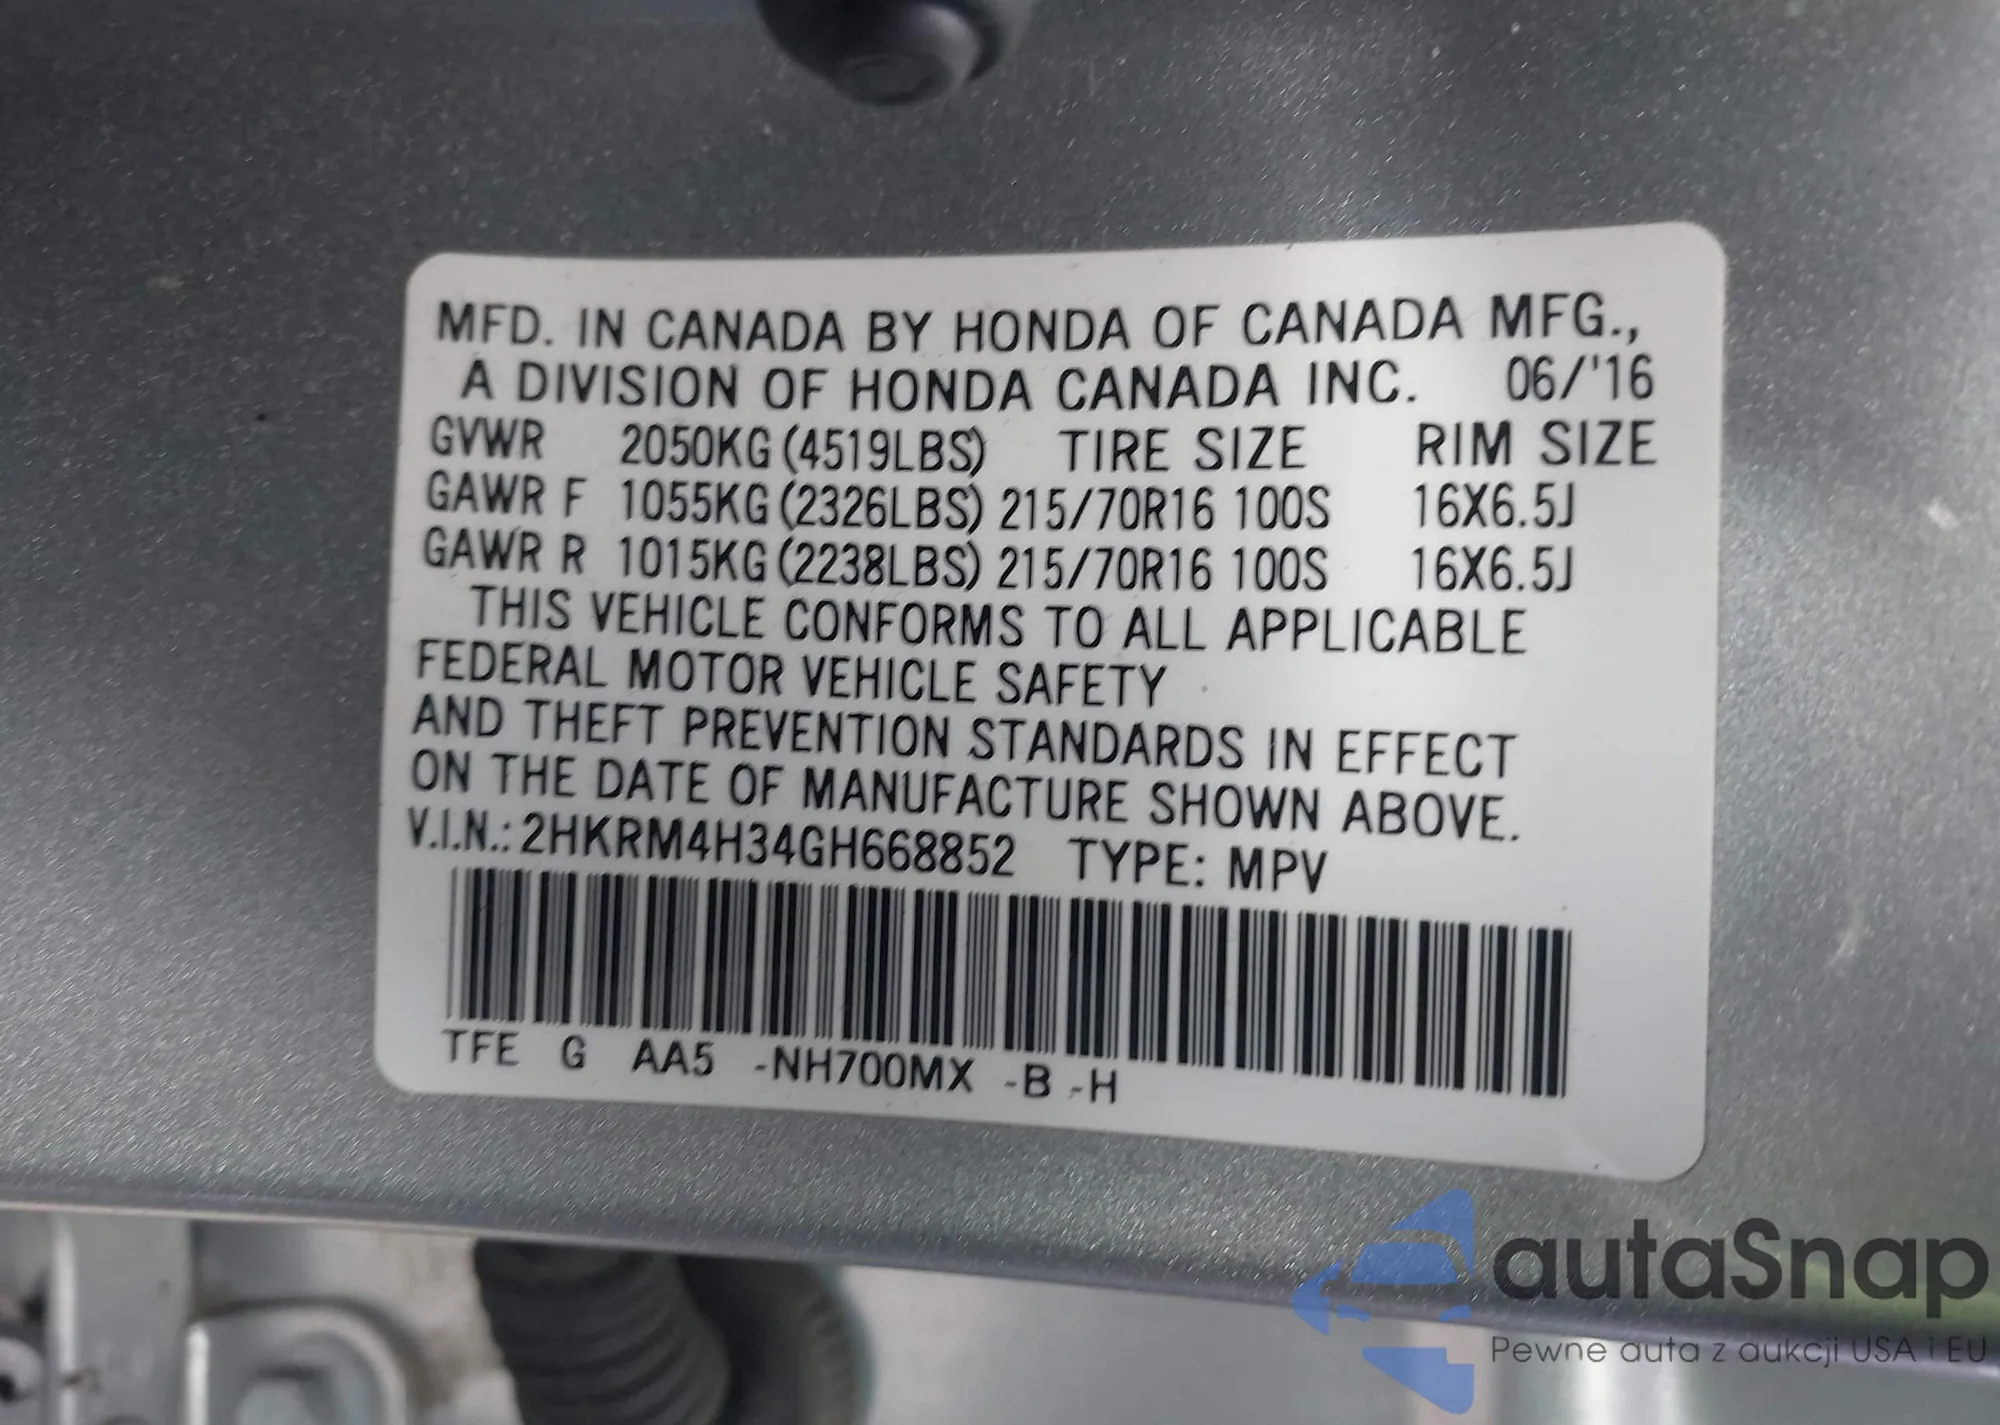 MFD. IN CANADA BY HONDA OF CANADA MFG.,
A DIVISION OF HONDA CANADA INC. 06/'16
GVWR 2050KG (4519LBS) TIRE SIZE RIM SIZE
GAWR F 1055KG (2326LBS) 215/70R16 100S 16X6.5J
GAWR R 1015KG (2238LBS) 215/70R16 100S 16X6.5J
THIS VEHICLE CONFORMS TO ALL APPLICABLE
FEDERAL MOTOR VEHICLE SAFETY
AND THEFT PREVENTION STANDARDS IN EFFECT
ON THE DATE OF MANUFACTURE SHOWN ABOVE.
V.I.N.: 2HKRM4H34GH668852 TYPE: MPV
TFE G AA5 -NH700MX -B -H
autaSnap
Pewne auta z aukcji USA i EU